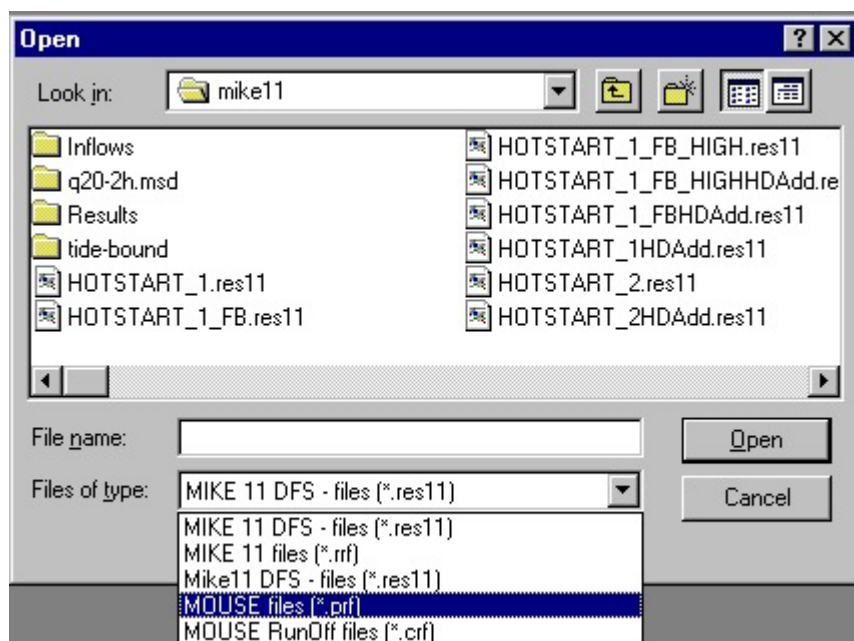 Open
Look in: mike11
Inflows
q20-2h.msd
Results
tide-bound
HOTSTART_1.res11
HOTSTART_1_FB.res11
HOTSTART_1_FB_HIGH.res11
HOTSTART_1_FB_HIGHHDAdd.re
HOTSTART_1_FBHDAdd.res11
HOTSTART_1HDAdd.res11
HOTSTART_2.res11
HOTSTART_2HDAdd.res11
File name:
Open
Files of type: MIKE 11 DFS - files (*.res11)
Cancel
MIKE 11 DFS - files (*.res11)
MIKE 11 files (*.rrf)
Mike11 DFS - files (*.res11)
MOUSE files (*.prf)
MOUSE RunOff files (*.crf)